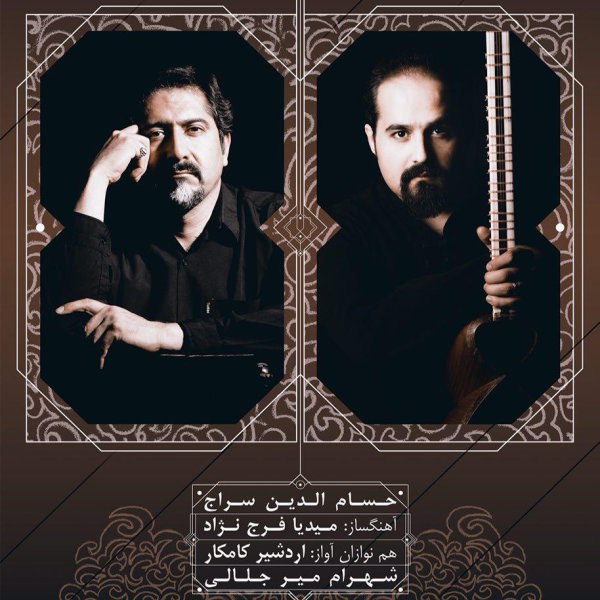 حسام الدین سراج
آهنگساز: میدیا فرج نژاد
هم نوازان آواز: اردشیر کامکار
شهرام میر جلالی